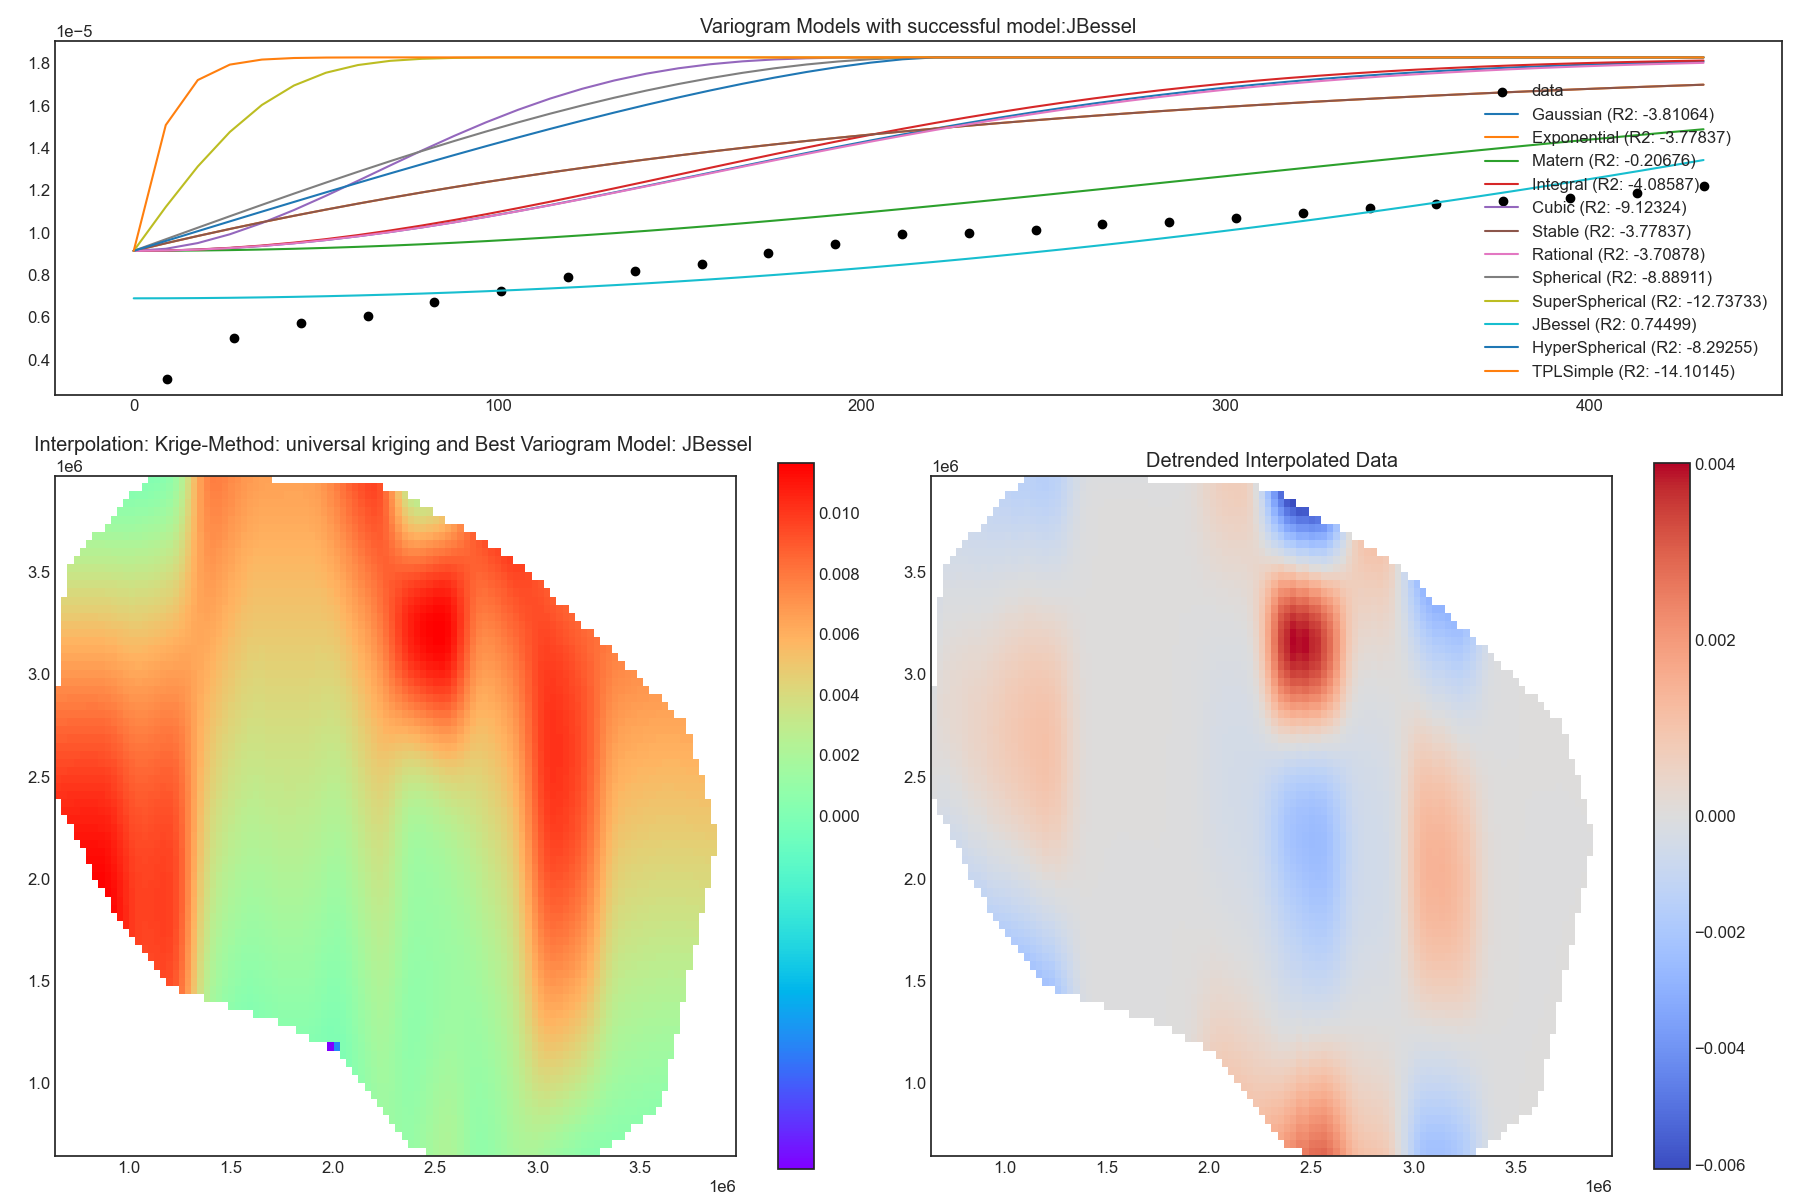 Variogram Models with successful model:JBessel
1e−5
1.8
1.6
1.4
1.2
1.0
0.8
0.6
0.4
0
100
200
300
400
data
Gaussian (R2: -3.81064)
Exponential (R2: -3.77837)
Matern (R2: -0.20676)
Integral (R2: -4.08587)
Cubic (R2: -9.12324)
Stable (R2: -3.77837)
Rational (R2: -3.70878)
Spherical (R2: -8.88911)
SuperSpherical (R2: -12.73733)
JBessel (R2: 0.74499)
HyperSpherical (R2: -8.29255)
TPLSimple (R2: -14.10145)
Interpolation: Krige-Method: universal kriging and Best Variogram Model: JBessel
1e6
3.5
3.0
2.5
2.0
1.5
1.0
1.0
1.5
2.0
2.5
3.0
3.5
1e6
0.010
0.008
0.006
0.004
0.002
0.000
Detrended Interpolated Data
1e6
3.5
3.0
2.5
2.0
1.5
1.0
1.0
1.5
2.0
2.5
3.0
3.5
1e6
0.004
0.002
0.000
−0.002
−0.004
−0.006